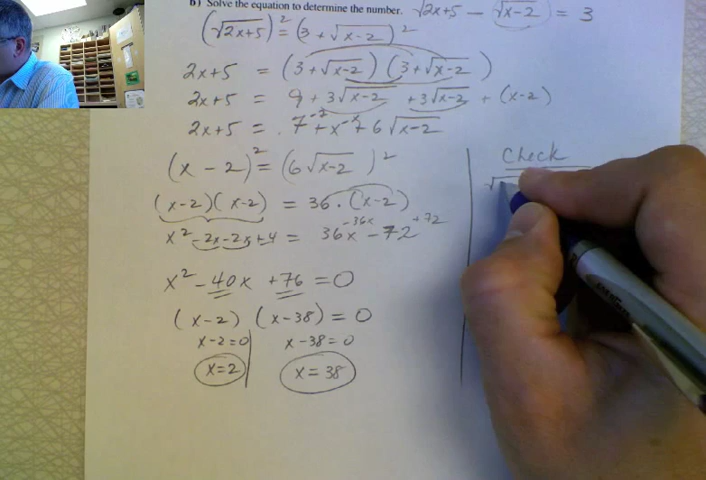 b) Solve the equation to determine the number. √2x+5 − √x−2 = 3
(√2x+5)² = (3+√x−2)²
2x+5 = (3+√x−2)(3+√x−2)
2x+5 = 9+3√x−2 +3√x−2 + (x−2)
2x+5 = 7⁻⁷+x⁻ˣ+6√x−2
(x−2)² = (6√x−2)²
(x−2)(x−2) = 36·(x−2)
x²−2x−2x+4 = 36x⁻³⁶ˣ−72⁺⁷²
x²−40x+76=0
(x−2)(x−38)=0
x−2=0 x−38=0
x=2 x=38
Check
√